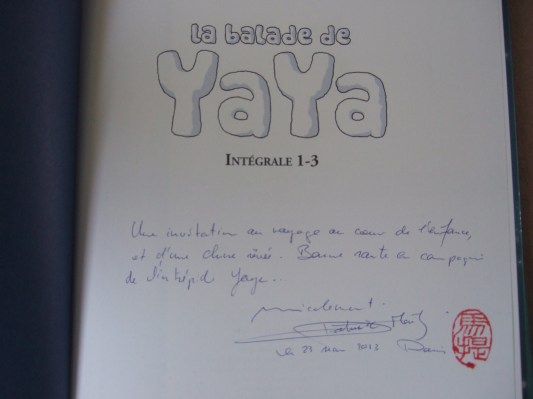 la balade de
YaYa
INTÉGRALE 1-3
Une invitation au voyage au cœur de l'enfance,
et d'une Chine rêvée. Bonne route en compagnie
de l'intrépide Yaya...
Amicalement.
le 23 2013 Paris